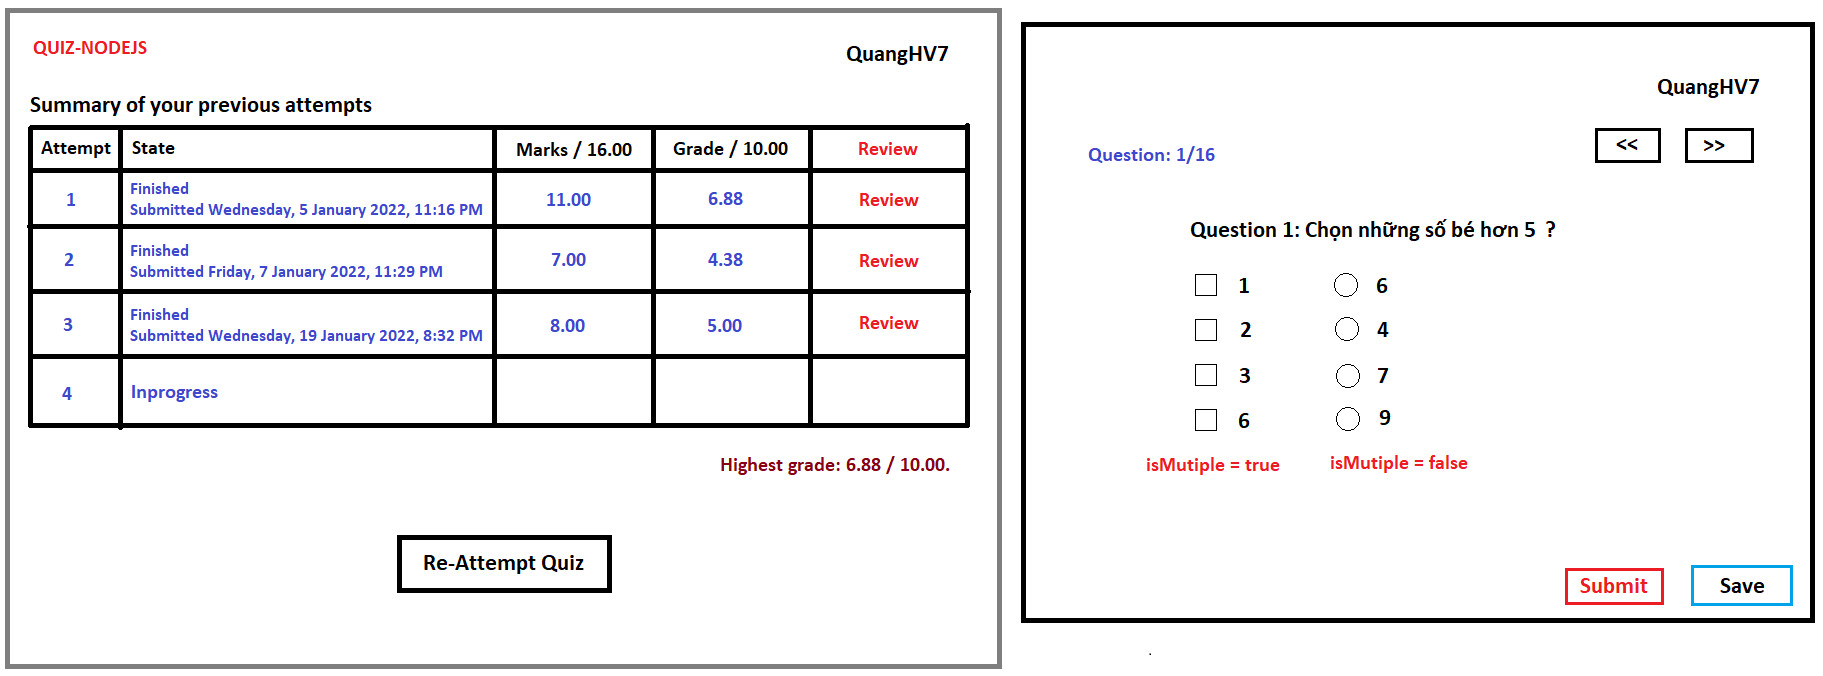 QUIZ-NODEJS
QuangHV7
Summary of your previous attempts
Attempt State Marks / 16.00 Grade / 10.00 Review
1 Finished
Submitted Wednesday, 5 January 2022, 11:16 PM 11.00 6.88 Review
2 Finished
Submitted Friday, 7 January 2022, 11:29 PM 7.00 4.38 Review
3 Finished
Submitted Wednesday, 19 January 2022, 8:32 PM 8.00 5.00 Review
4 Inprogress
Highest grade: 6.88 / 10.00.
Re-Attempt Quiz
QuangHV7
<< >>
Question: 1/16
Question 1: Chọn những số bé hơn 5 ?
1 6
2 4
3 7
6 9
isMutiple = true isMutiple = false
Submit Save